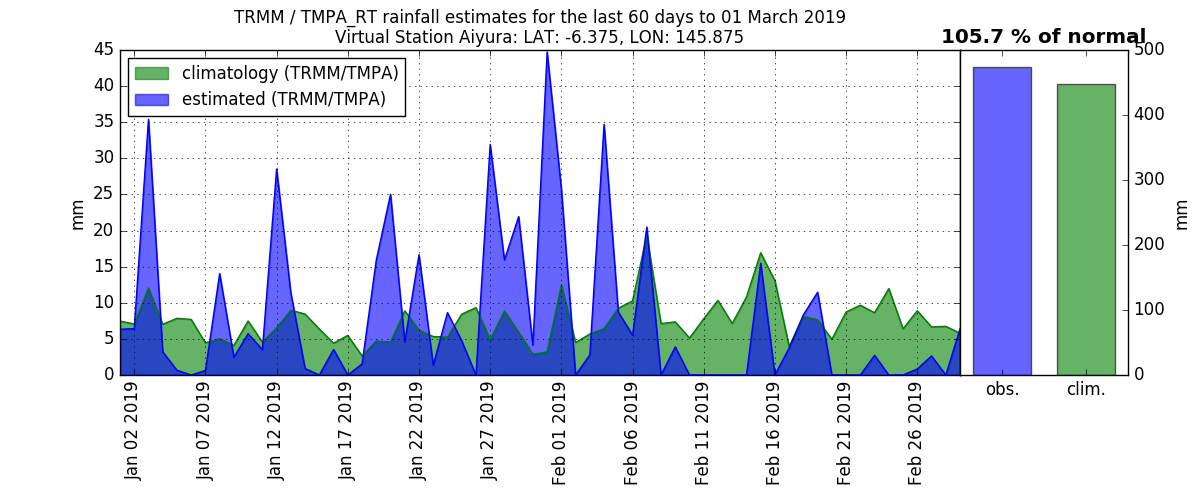 TRMM / TMPA_RT rainfall estimates for the last 60 days to 01 March 2019
Virtual Station Aiyura: LAT: -6.375, LON: 145.875
105.7 % of normal
climatology (TRMM/TMPA)
estimated (TRMM/TMPA)
45
40
35
30
25
20
15
10
5
0
mm
Jan 02 2019
Jan 07 2019
Jan 12 2019
Jan 17 2019
Jan 22 2019
Jan 27 2019
Feb 01 2019
Feb 06 2019
Feb 11 2019
Feb 16 2019
Feb 21 2019
Feb 26 2019
500
400
300
200
100
0
mm
obs.
clim.